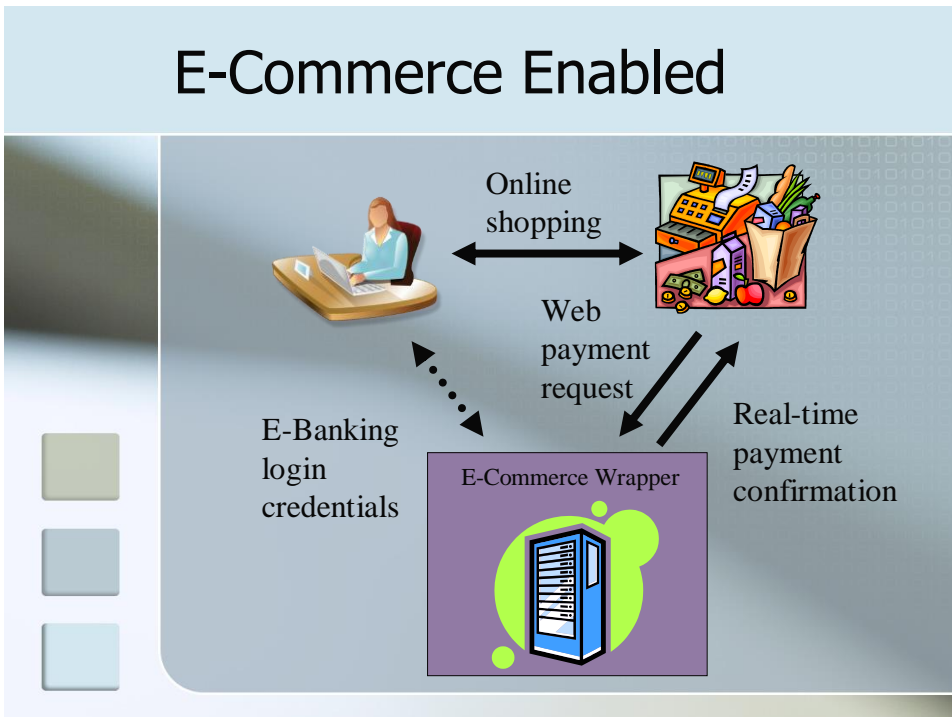 E-Commerce Enabled
Online
shopping
Web
payment
request
Real-time
payment
confirmation
E-Banking
login
credentials
E-Commerce Wrapper